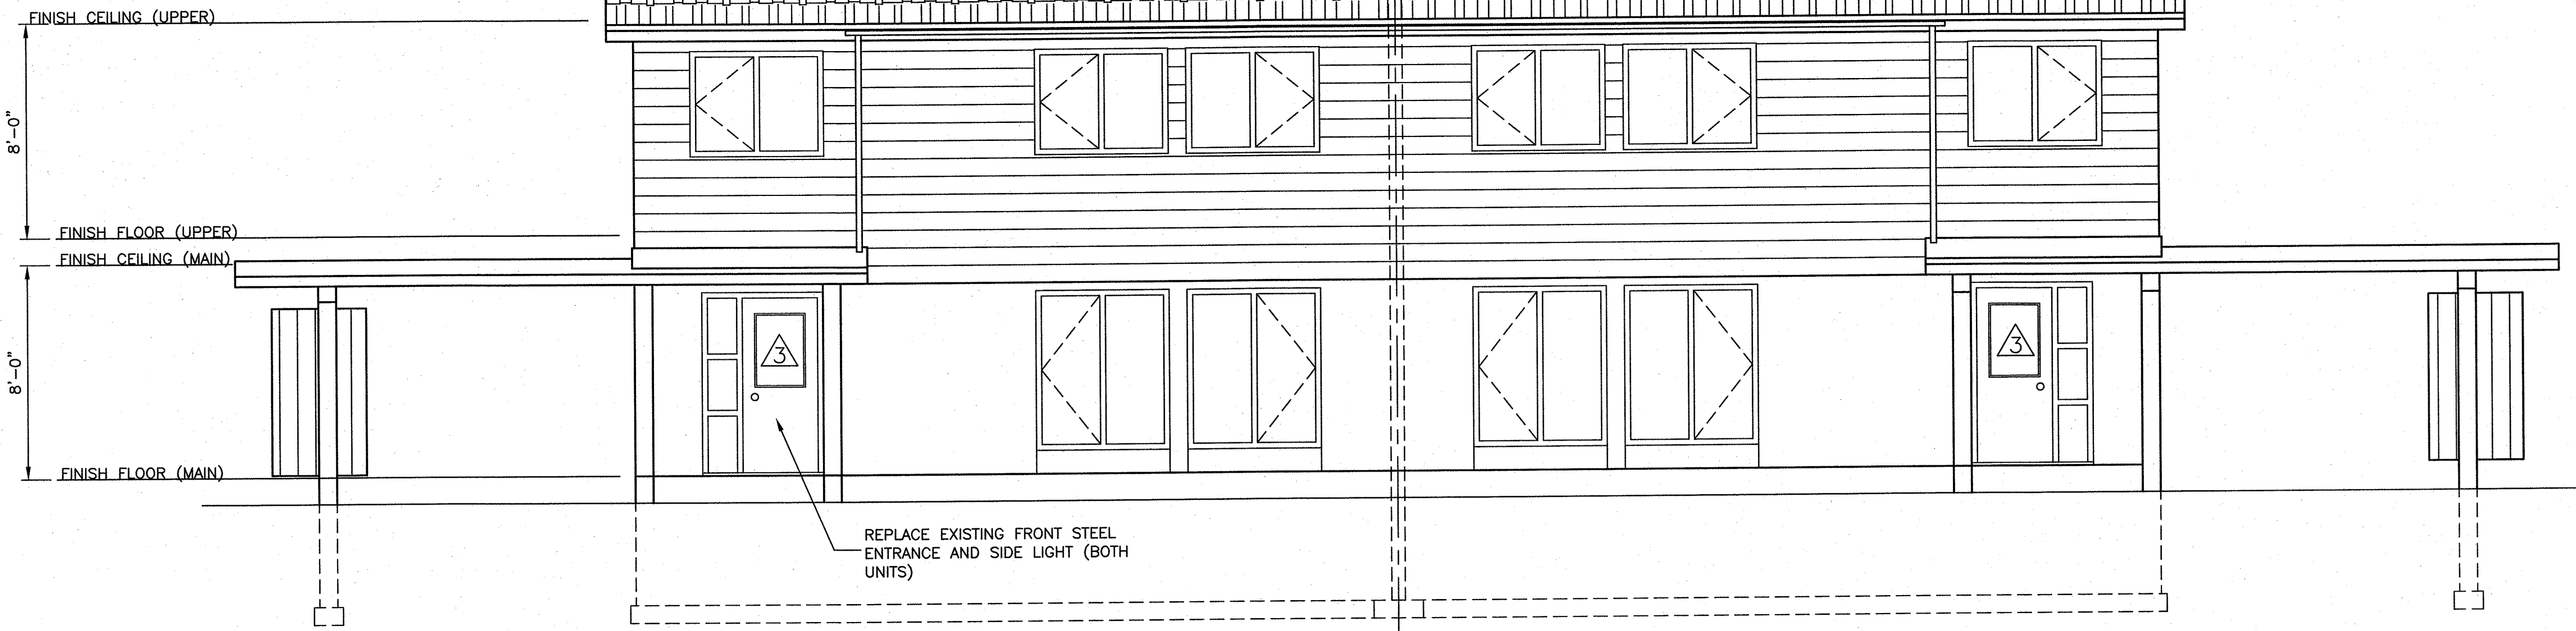 FINISH CEILING (UPPER)
8'-0"
FINISH FLOOR (UPPER)
FINISH CEILING (MAIN)
3
3
8'-0"
FINISH FLOOR (MAIN)
REPLACE EXISTING FRONT STEEL
ENTRANCE AND SIDE LIGHT (BOTH
UNITS)